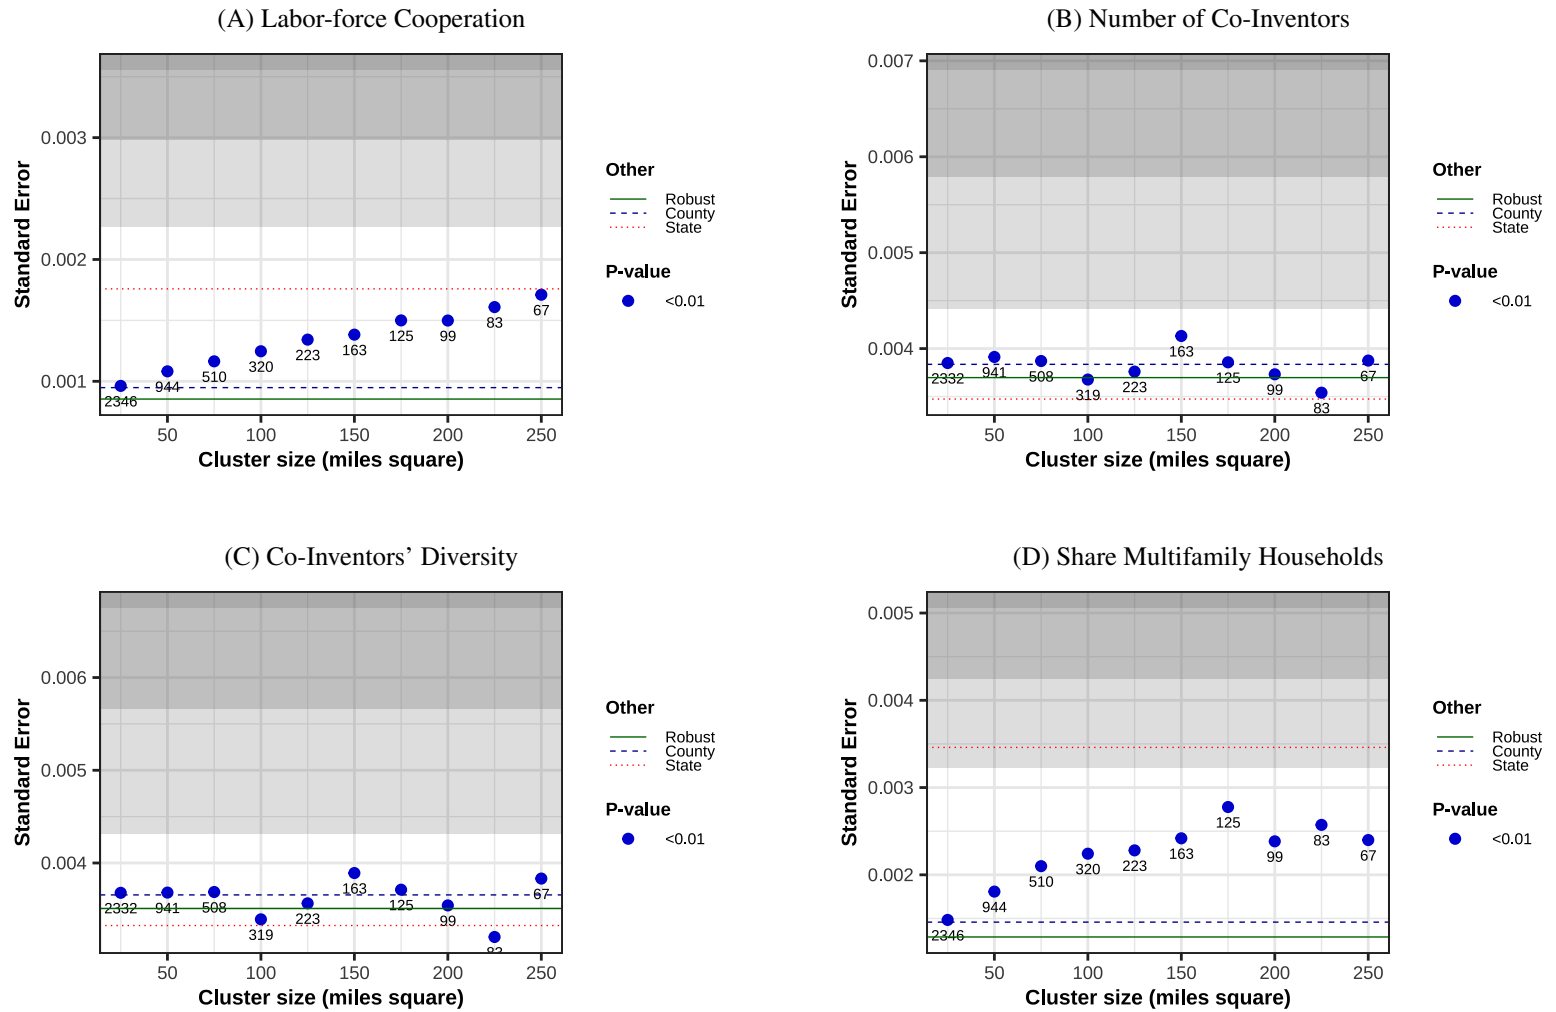 (A) Labor-force Cooperation
Standard Error
0.003
0.002
0.001
2346
944
510
320
223
163
125
99
83
67
50
100
150
200
250
Cluster size (miles square)
Other
Robust
County
State
P-value
<0.01
(B) Number of Co-Inventors
Standard Error
0.007
0.006
0.005
0.004
2332
941
508
319
223
163
125
99
83
67
50
100
150
200
250
Cluster size (miles square)
Other
Robust
County
State
P-value
<0.01
(C) Co-Inventors’ Diversity
Standard Error
0.006
0.005
0.004
2332
941
508
319
223
163
125
99
83
67
50
100
150
200
250
Cluster size (miles square)
Other
Robust
County
State
P-value
<0.01
(D) Share Multifamily Households
Standard Error
0.005
0.004
0.003
0.002
2346
944
510
320
223
163
125
99
83
67
50
100
150
200
250
Cluster size (miles square)
Other
Robust
County
State
P-value
<0.01